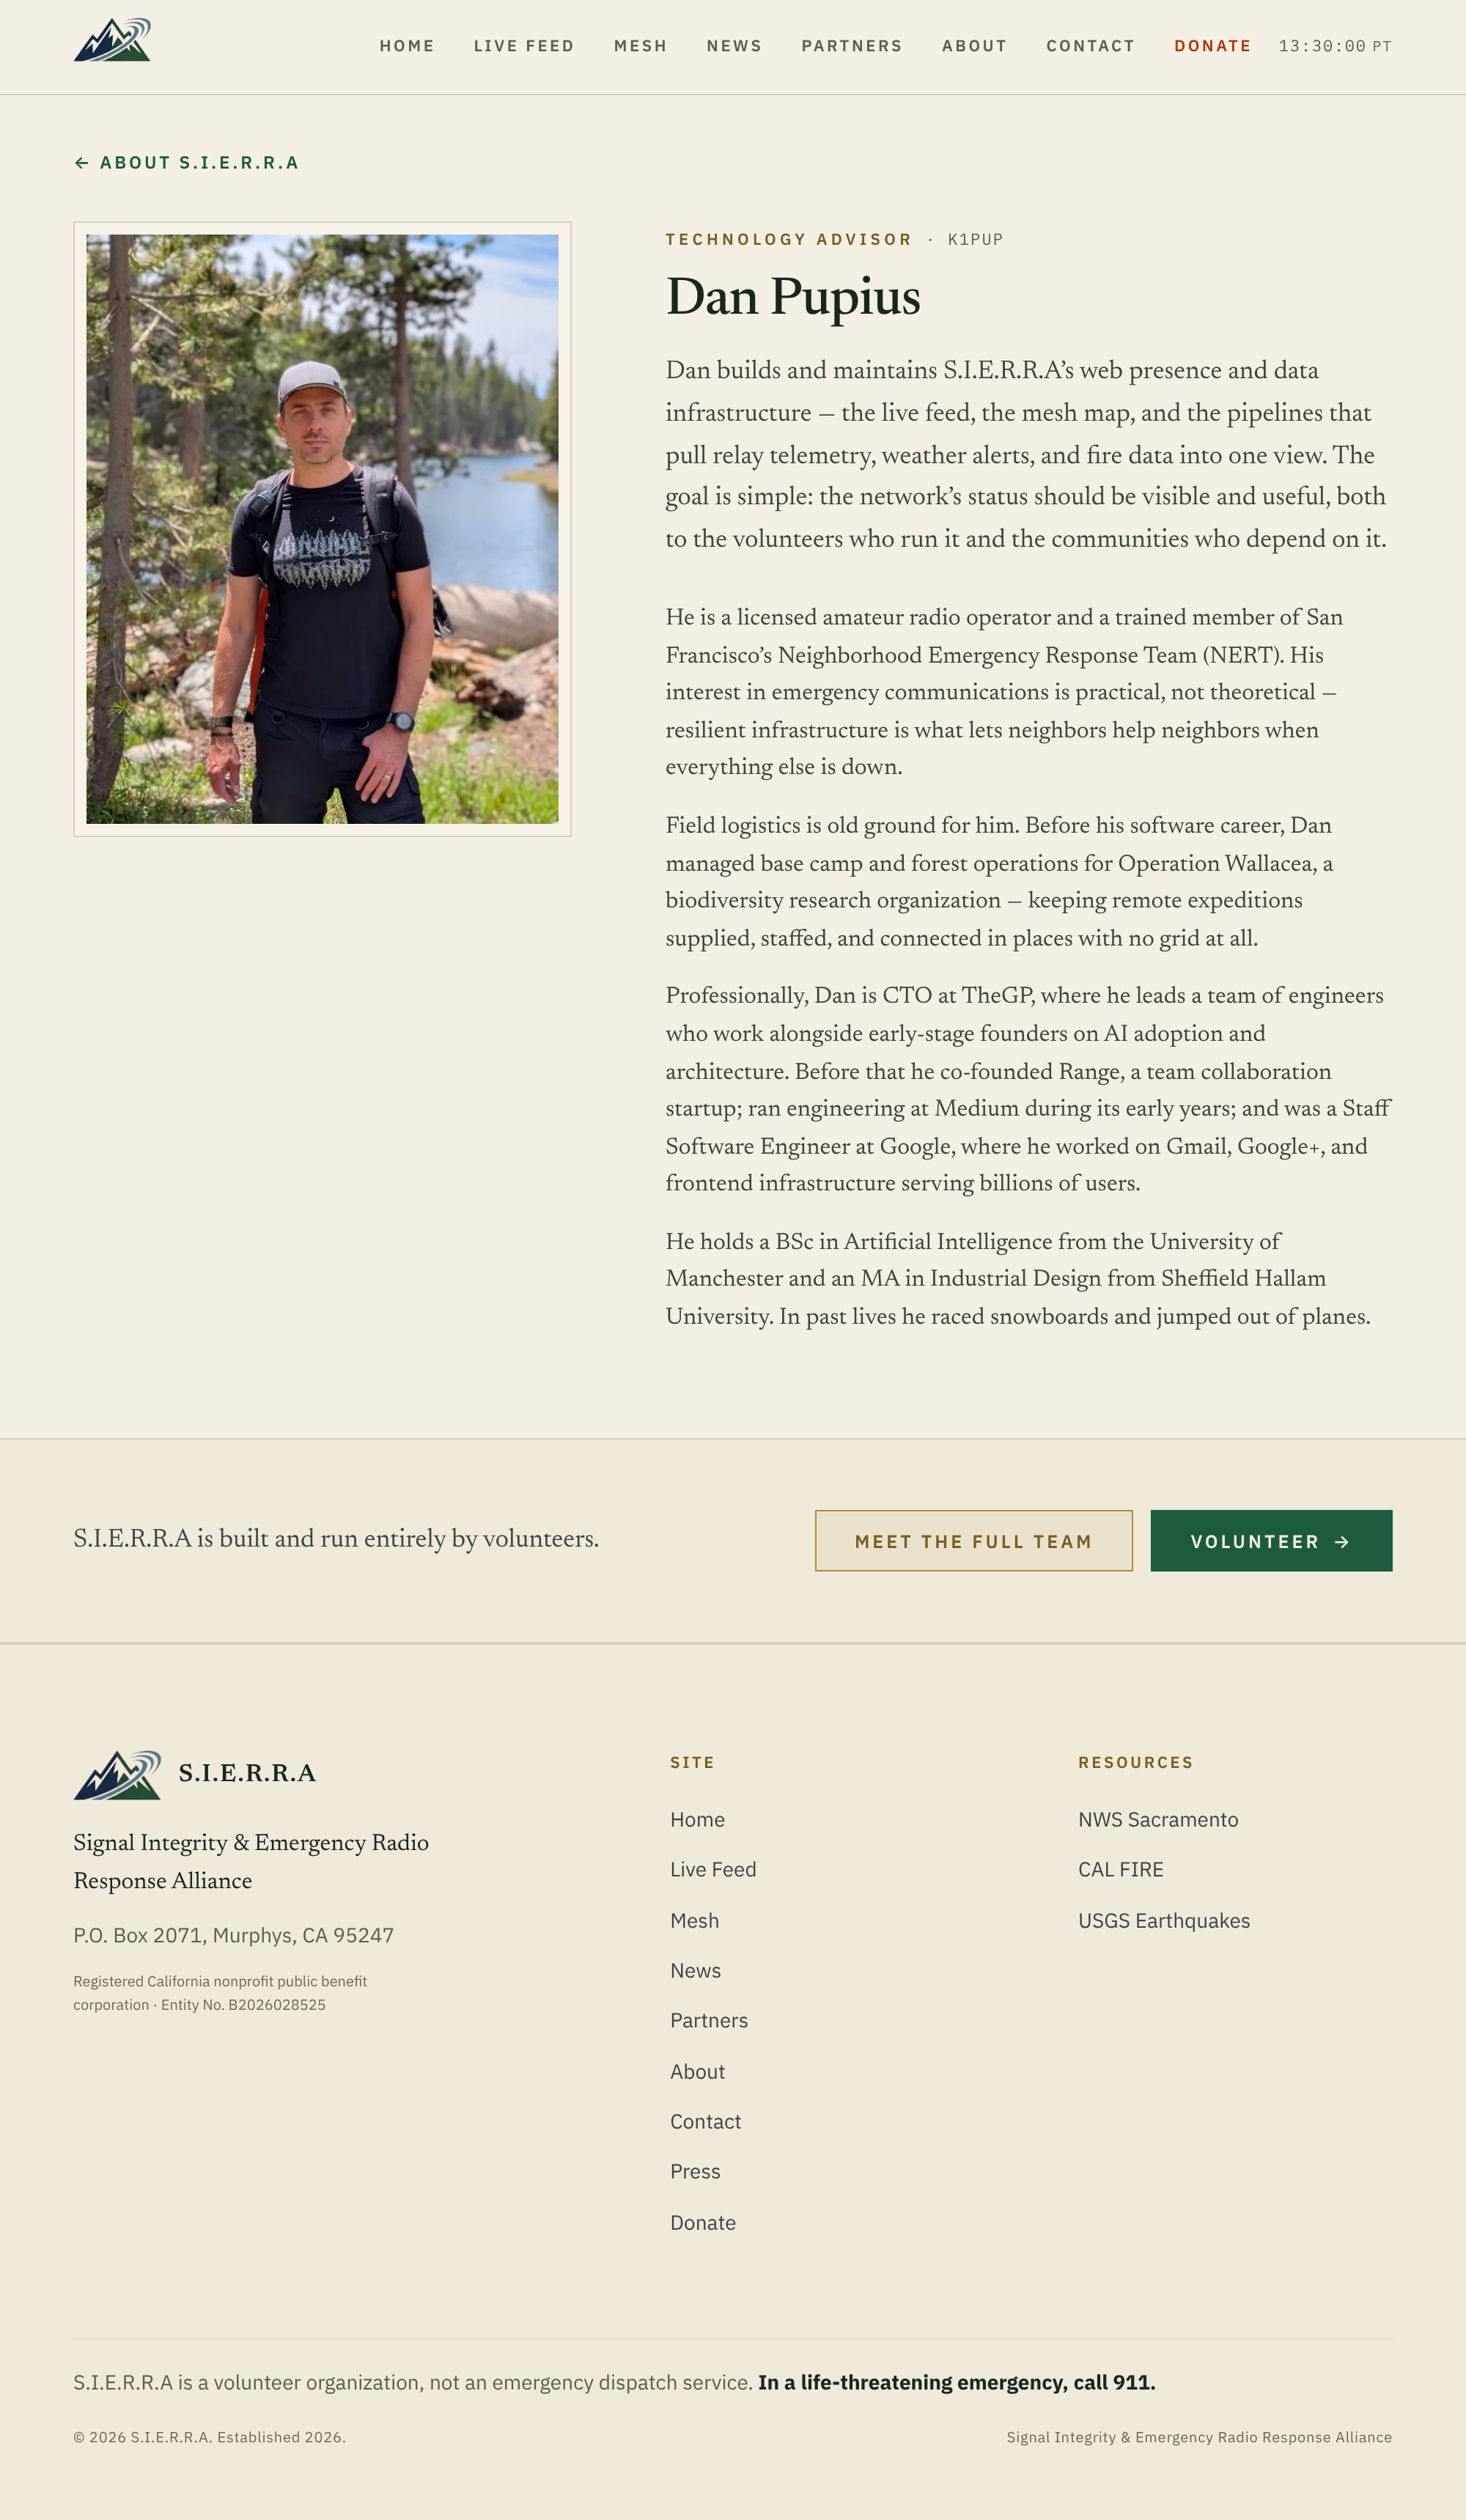 HOME LIVE FEED MESH NEWS PARTNERS ABOUT CONTACT DONATE 13:30:00 PT
← ABOUT S.I.E.R.R.A
TECHNOLOGY ADVISOR · K1PUP
Dan Pupius
Dan builds and maintains S.I.E.R.R.A’s web presence and data
infrastructure — the live feed, the mesh map, and the pipelines that
pull relay telemetry, weather alerts, and fire data into one view. The
goal is simple: the network’s status should be visible and useful, both
to the volunteers who run it and the communities who depend on it.
He is a licensed amateur radio operator and a trained member of San
Francisco’s Neighborhood Emergency Response Team (NERT). His
interest in emergency communications is practical, not theoretical —
resilient infrastructure is what lets neighbors help neighbors when
everything else is down.
Field logistics is old ground for him. Before his software career, Dan
managed base camp and forest operations for Operation Wallacea, a
biodiversity research organization — keeping remote expeditions
supplied, staffed, and connected in places with no grid at all.
Professionally, Dan is CTO at TheGP, where he leads a team of engineers
who work alongside early-stage founders on AI adoption and
architecture. Before that he co-founded Range, a team collaboration
startup; ran engineering at Medium during its early years; and was a Staff
Software Engineer at Google, where he worked on Gmail, Google+, and
frontend infrastructure serving billions of users.
He holds a BSc in Artificial Intelligence from the University of
Manchester and an MA in Industrial Design from Sheffield Hallam
University. In past lives he raced snowboards and jumped out of planes.
S.I.E.R.R.A is built and run entirely by volunteers.
MEET THE FULL TEAM
VOLUNTEER →
S.I.E.R.R.A
Signal Integrity & Emergency Radio
Response Alliance
P.O. Box 2071, Murphys, CA 95247
Registered California nonprofit public benefit
corporation · Entity No. B2026028525
SITE
Home
Live Feed
Mesh
News
Partners
About
Contact
Press
Donate
RESOURCES
NWS Sacramento
CAL FIRE
USGS Earthquakes
S.I.E.R.R.A is a volunteer organization, not an emergency dispatch service. In a life-threatening emergency, call 911.
© 2026 S.I.E.R.R.A. Established 2026.
Signal Integrity & Emergency Radio Response Alliance